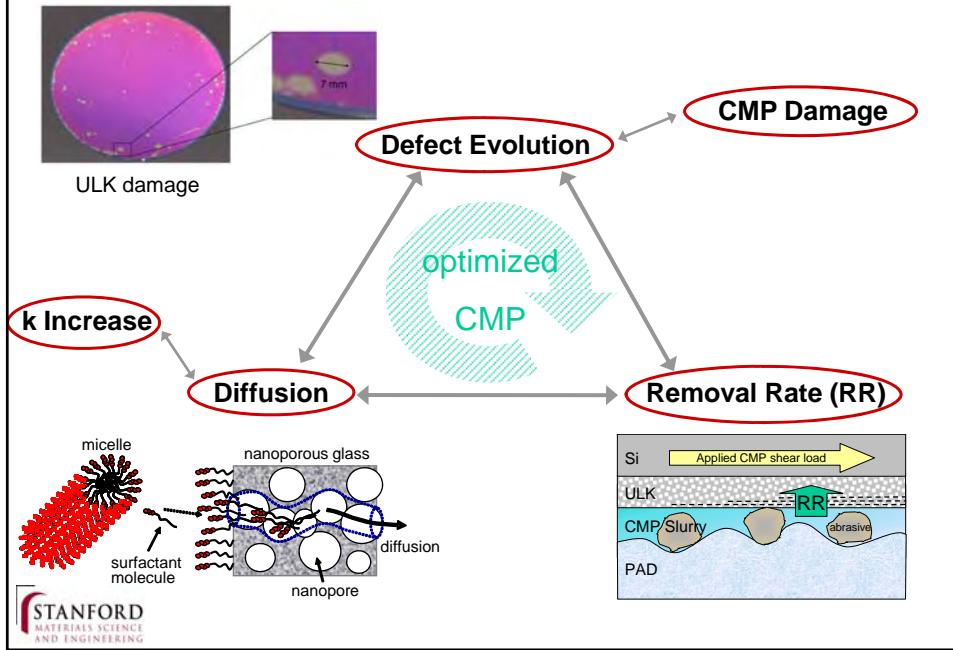 7 mm
ULK damage
CMP Damage
Defect Evolution
optimized
CMP
k Increase
Diffusion
Removal Rate (RR)
micelle
surfactant
molecule
nanoporous glass
diffusion
nanopore
Si
Applied CMP shear load
ULK
RR
CMP Slurry
abrasive
PAD
STANFORD
MATERIALS SCIENCE
AND ENGINEERING